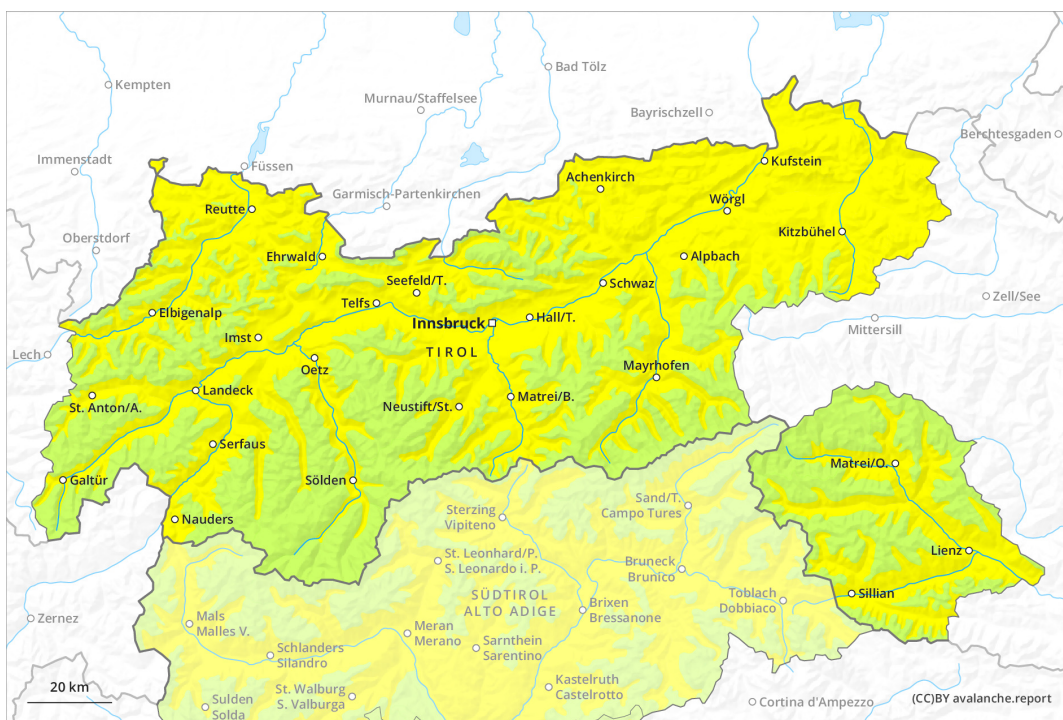 Kempten
Bad Tölz
Murnau/Staffelsee
Bayrischzell
Berchtesgaden
Immenstadt
Füssen
Kufstein
Achenkirch
Garmisch-Partenkirchen
Reutte
Wörgl
Oberstdorf
Kitzbühel
Ehrwald
Alpbach
Seefeld/T.
Schwaz
Zell/See
Telfs
Elbigenalp
Innsbruck
Hall/T.
Mittersill
Imst
Lech
TIROL
Oetz
Mayrhofen
Landeck
St. Anton/A.
Neustift/St.
Matrei/B.
Serfaus
Matrei/O.
Galtür
Sölden
Sand/T.
Campo Tures
Nauders
Sterzing
Vipiteno
St. Leonhard/P.
S. Leonardo i. P.
Lienz
Bruneck
Brunico
SÜDTIROL
ALTO ADIGE
Toblach
Dobbiaco
Sillian
Brixen
Bressanone
Zernez
Mals
Malles V.
Meran
Merano
Sarnthein
Sarentino
Schlanders
Silandro
20 km
St. Walburg
S. Valburga
Kastelruth
Castelrotto
Sulden
Solda
Cortina d'Ampezzo
(CC)BY avalanche.report